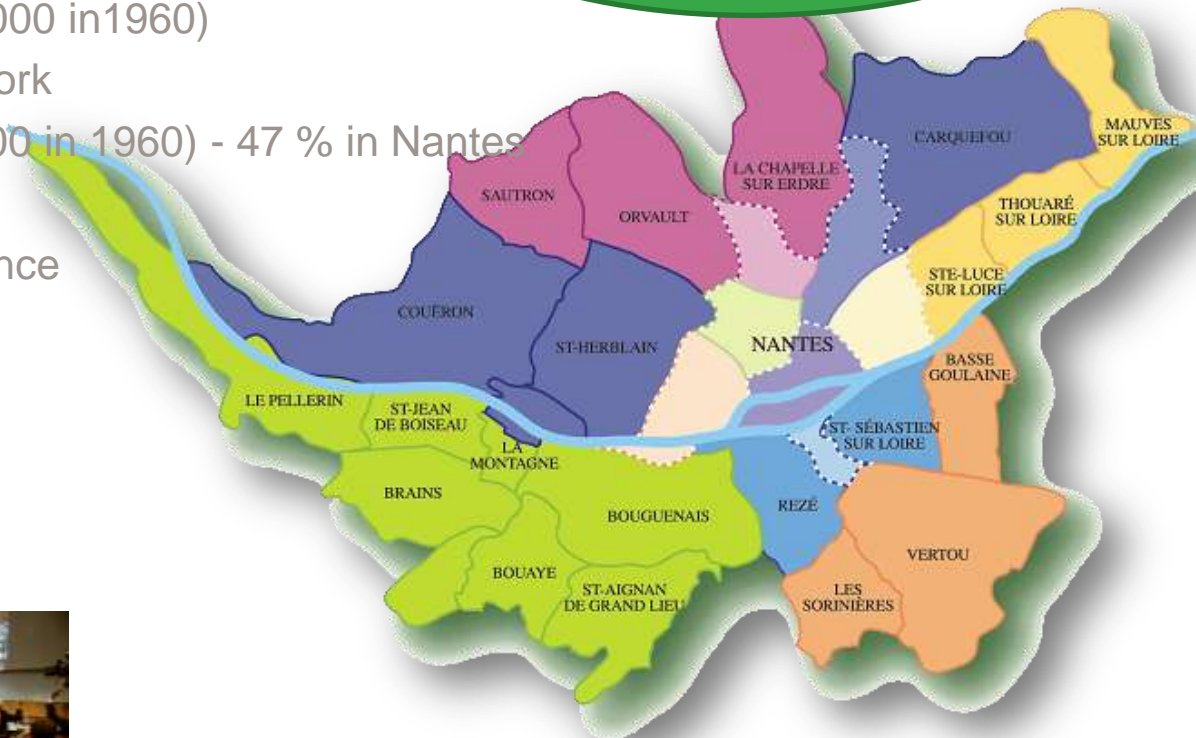 000 in1960)
ork
00 in 1960) - 47 % in Nantes
nce
CARQUEFOU
MAUVES
SUR LOIRE
LA CHAPELLE
SUR ERDRE
SAUTRON
ORVAULT
THOUARÉ
SUR LOIRE
STE-LUCE
SUR LOIRE
COUËRON
ST-HERBLAIN
NANTES
BASSE
GOULAINE
LE PELLERIN
ST-JEAN
DE BOISEAU
LA
MONTAGNE
ST- SÉBASTIEN
SUR LOIRE
BRAINS
BOUGUENAIS
REZÉ
VERTOU
BOUAYE
ST-AIGNAN
DE GRAND LIEU
LES
SORINIÈRES